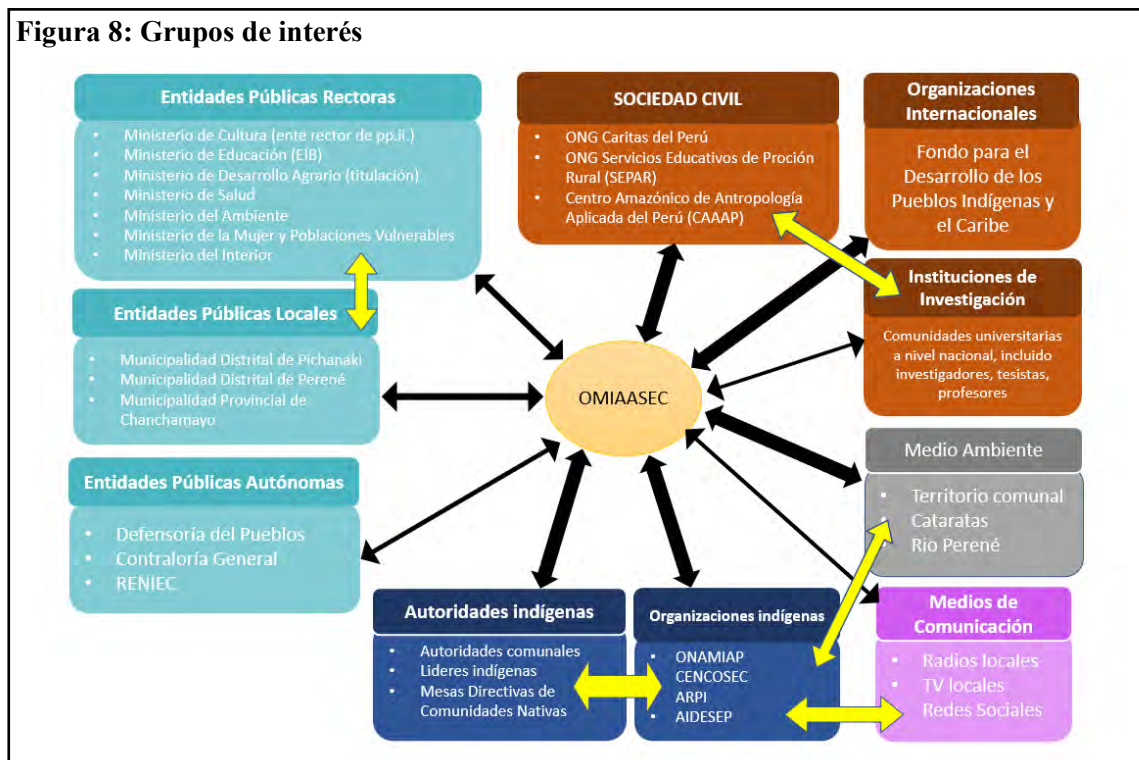 Figura 8: Grupos de interés
Entidades Públicas Rectoras
• Ministerio de Cultura (ente rector de pp.ii.)
• Ministerio de Educación (EIB)
• Ministerio de Desarrollo Agrario (titulación)
• Ministerio de Salud
• Ministerio del Ambiente
• Ministerio de la Mujer y Poblaciones Vulnerables
• Ministerio del Interior
SOCIEDAD CIVIL
• ONG Caritas del Perú
• ONG Servicios Educativos de Proción
Rural (SEPAR)
• Centro Amazónico de Antropología
Aplicada del Perú (CAAAP)
Organizaciones
Internacionales
Fondo para el
Desarrollo de los
Pueblos Indígenas y
el Caribe
Entidades Públicas Locales
• Municipalidad Distrital de Pichanaki
• Municipalidad Distrital de Perené
• Municipalidad Provincial de
Chanchamayo
OMIAASEC
Instituciones de
Investigación
Comunidades universitarias
a nivel nacional, incluido
investigadores, tesistas,
profesores
Entidades Públicas Autónomas
• Defensoría del Pueblos
• Contraloría General
• RENIEC
Medio Ambiente
• Territorio comunal
• Cataratas
• Rio Perené
Autoridades indígenas
• Autoridades comunales
• Lideres indígenas
• Mesas Directivas de
Comunidades Nativas
Organizaciones indígenas
• ONAMIAP
• CENCOSEC
• ARPI
• AIDESEP
Medios de
Comunicación
• Radios locales
• TV locales
• Redes Sociales